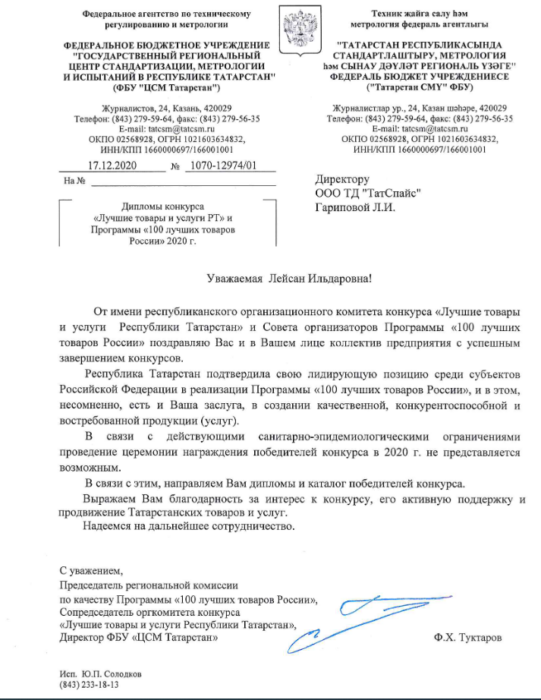 Федеральное агентство по техническому
регулированию и метрологии
ФЕДЕРАЛЬНОЕ БЮДЖЕТНОЕ УЧРЕЖДЕНИЕ
"ГОСУДАРСТВЕННЫЙ РЕГИОНАЛЬНЫЙ
ЦЕНТР СТАНДАРТИЗАЦИИ, МЕТРОЛОГИИ
И ИСПЫТАНИЙ В РЕСПУБЛИКЕ ТАТАРСТАН"
(ФБУ "ЦСМ Татарстан")
Журналистов, 24, Казань, 420029
Телефон: (843) 279-59-64, факс: (843) 279-56-35
E-mail: tatcsm@tatcsm.ru
ОКПО 02568928, ОГРН 1021603634832,
ИНН/КПП 1660000697/166001001
Техник жайга салу һәм
метрология федераль агентлыгы
"ТАТАРСТАН РЕСПУБЛИКАСЫНДА
СТАНДАРТЛАШТЫРУ, МЕТРОЛОГИЯ
һәм СЫНАУ ДӘҮЛӘТ РЕГИОНАЛЬ ҮЗӘГЕ"
ФЕДЕРАЛЬ БЮДЖЕТ УЧРЕЖДЕНИЕСЕ
("Татарстан СМҮ" ФБУ)
Журналистлар ур., 24, Казан шәһәре, 420029
Телефон: (843) 279-59-64, факс: (843) 279-56-35
E-mail: tatcsm@tatcsm.ru
ОКПО 02568928, ОГРН 1021603634832,
ИНН/КПП 1660000697/166001001
17.12.2020 № 1070-12974/01
На №
Директору
ООО ТД "ТатСпайс"
Гариповой Л.И.
Дипломы конкурса
«Лучшие товары и услуги РТ» и
Программы «100 лучших товаров
России» 2020 г.
Уважаемая Лейсан Ильдаровна!
От имени республиканского организационного комитета конкурса «Лучшие товары
и услуги Республики Татарстан» и Совета организаторов Программы «100 лучших
товаров России» поздравляю Вас и в Вашем лице коллектив предприятия с успешным
завершением конкурсов.
Республика Татарстан подтвердила свою лидирующую позицию среди субъектов
Российской Федерации в реализации Программы «100 лучших товаров России», и в этом,
несомненно, есть и Ваша заслуга, в создании качественной, конкурентоспособной и
востребованной продукции (услуг).
В связи с действующими санитарно-эпидемиологическими ограничениями
проведение церемонии награждения победителей конкурса в 2020 г. не представляется
возможным.
В связи с этим, направляем Вам дипломы и каталог победителей конкурса.
Выражаем Вам благодарность за интерес к конкурсу, его активную поддержку и
продвижение Татарстанских товаров и услуг.
Надеемся на дальнейшее сотрудничество.
С уважением,
Председатель региональной комиссии
по качеству Программы «100 лучших товаров России»,
Сопредседатель оргкомитета конкурса
«Лучшие товары и услуги Республики Татарстан»,
Директор ФБУ «ЦСМ Татарстан» Ф.Х. Туктаров
Исп. Ю.П. Солодков
(843) 233-18-13